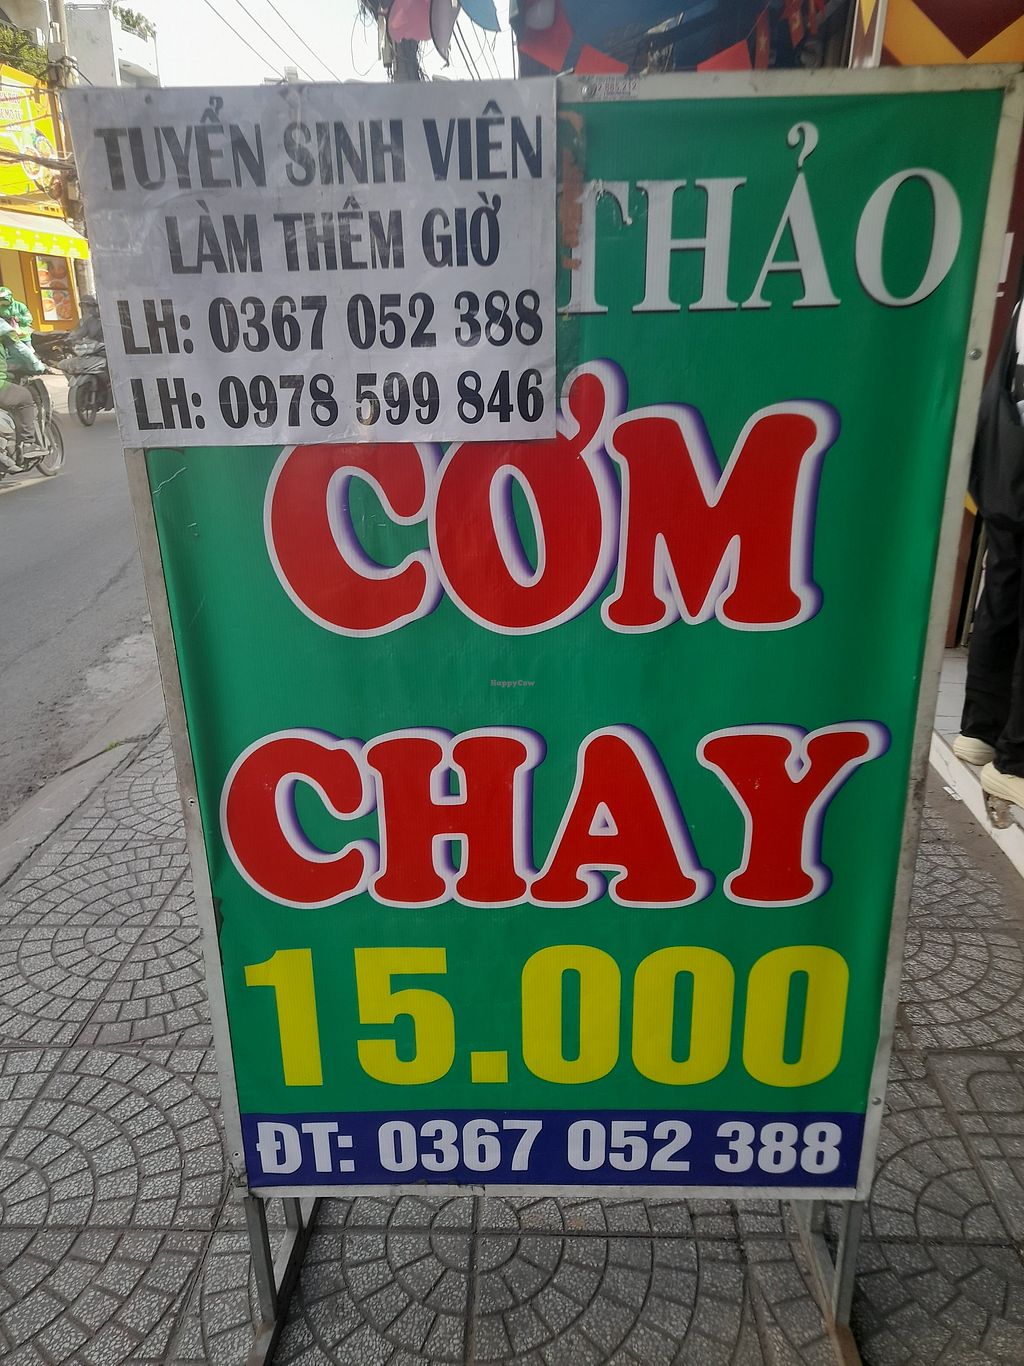 TUYỂN SINH VIÊN
LÀM THÊM GIỜ
LH: 0367 052 388
LH: 0978 599 846
THẢO
CƠM
HappyCow
CHAY
15.000
ĐT: 0367 052 388